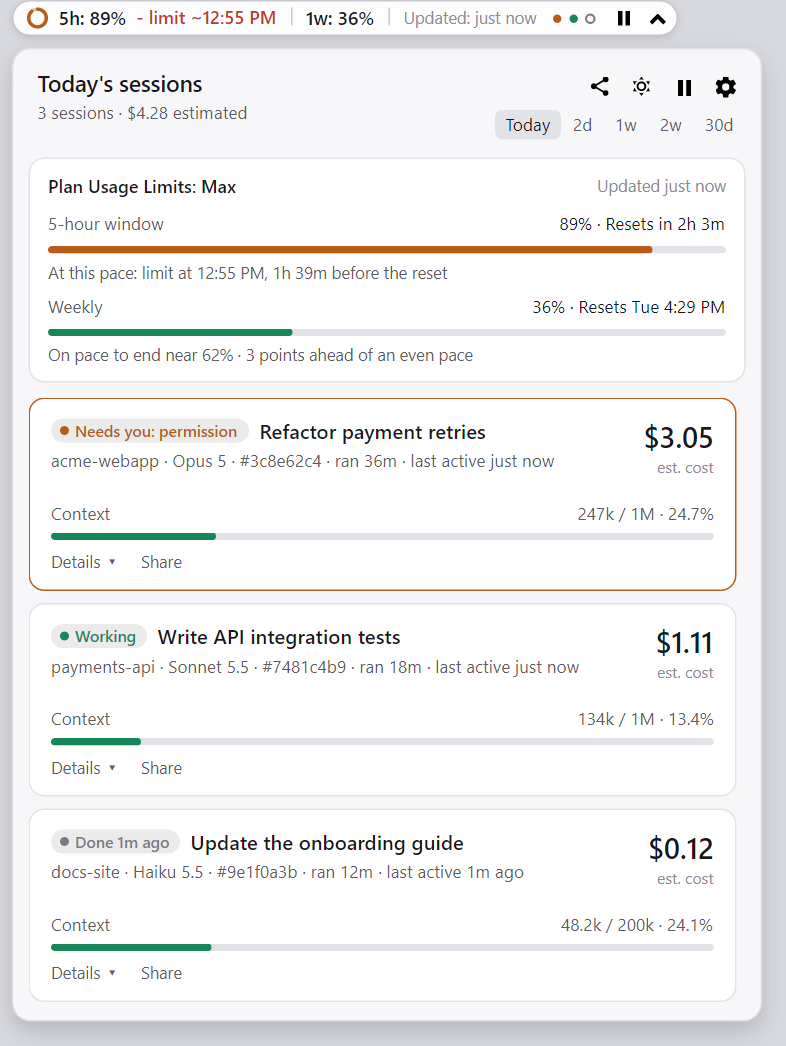 5h: 89% - limit ~12:55 PM 1w: 36% Updated: just now
Today's sessions
3 sessions · $4.28 estimated
Today 2d 1w 2w 30d
Plan Usage Limits: Max Updated just now
5-hour window 89% · Resets in 2h 3m
At this pace: limit at 12:55 PM, 1h 39m before the reset
Weekly 36% · Resets Tue 4:29 PM
On pace to end near 62% · 3 points ahead of an even pace
Needs you: permission Refactor payment retries $3.05
acme-webapp · Opus 5 · #3c8e62c4 · ran 36m · last active just now est. cost
Context 247k / 1M · 24.7%
Details ▾ Share
Working Write API integration tests $1.11
payments-api · Sonnet 5.5 · #7481c4b9 · ran 18m · last active just now est. cost
Context 134k / 1M · 13.4%
Details ▾ Share
Done 1m ago Update the onboarding guide $0.12
docs-site · Haiku 5.5 · #9e1f0a3b · ran 12m · last active 1m ago est. cost
Context 48.2k / 200k · 24.1%
Details ▾ Share